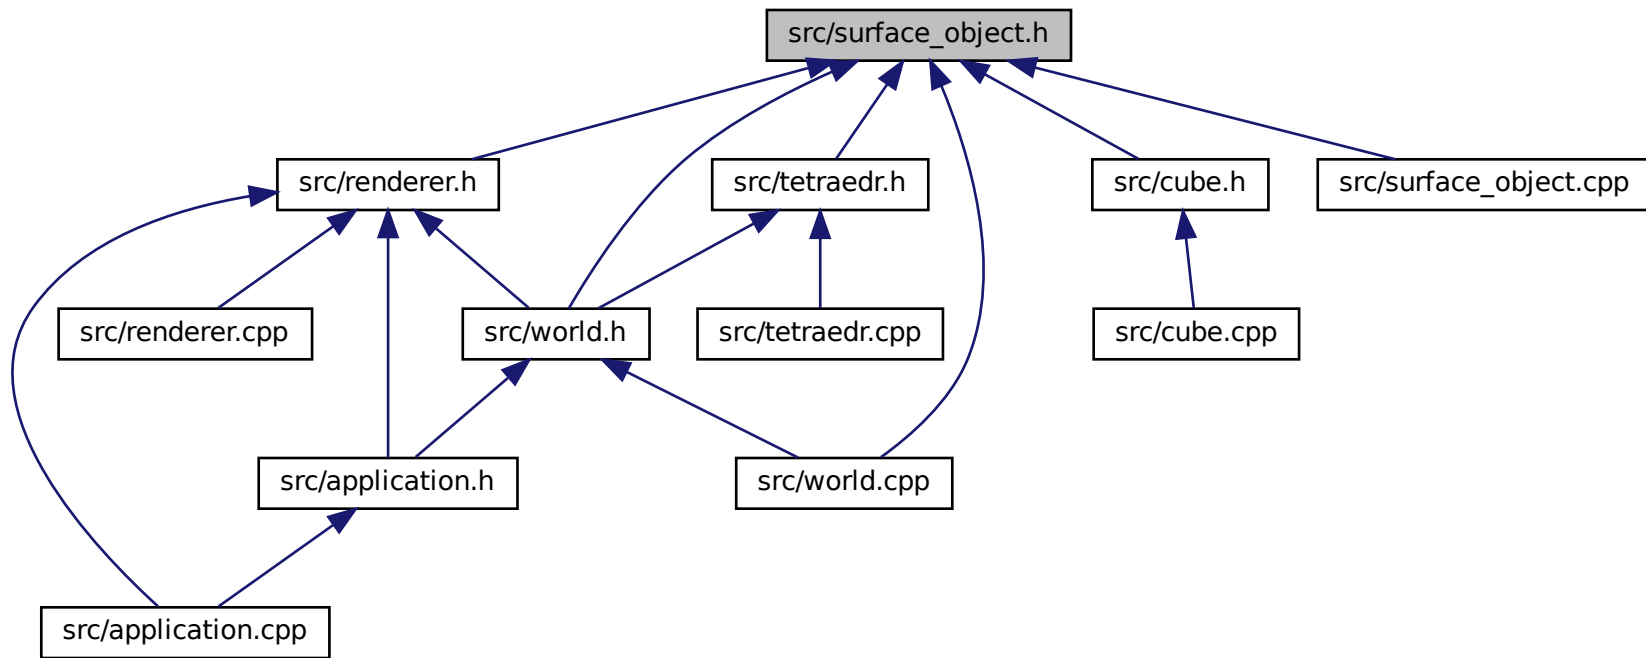 src/surface_object.h
src/renderer.h
src/tetraedr.h
src/cube.h
src/surface_object.cpp
src/renderer.cpp
src/world.h
src/tetraedr.cpp
src/cube.cpp
src/application.h
src/world.cpp
src/application.cpp